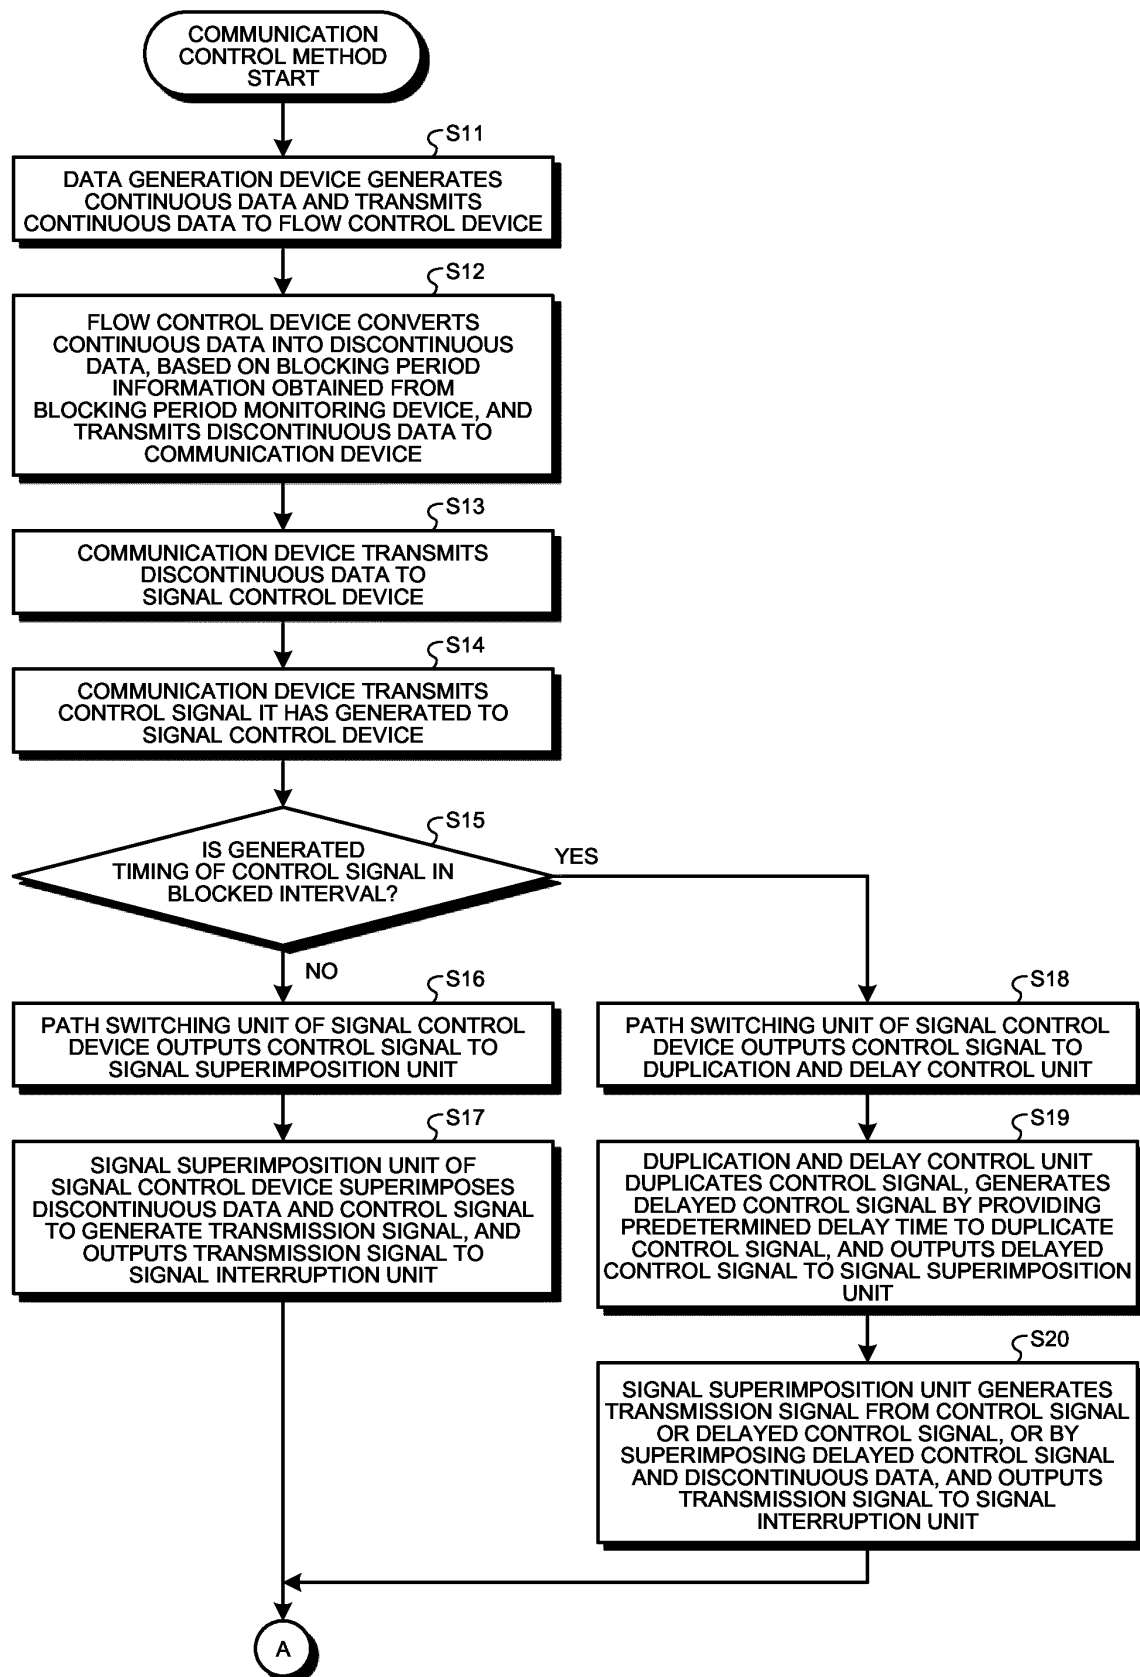 COMMUNICATION
CONTROL METHOD
START
S11
DATA GENERATION DEVICE GENERATES
CONTINUOUS DATA AND TRANSMITS
CONTINUOUS DATA TO FLOW CONTROL DEVICE
S12
FLOW CONTROL DEVICE CONVERTS
CONTINUOUS DATA INTO DISCONTINUOUS
DATA, BASED ON BLOCKING PERIOD
INFORMATION OBTAINED FROM
BLOCKING PERIOD MONITORING DEVICE, AND
TRANSMITS DISCONTINUOUS DATA TO
COMMUNICATION DEVICE
S13
COMMUNICATION DEVICE TRANSMITS
DISCONTINUOUS DATA TO
SIGNAL CONTROL DEVICE
S14
COMMUNICATION DEVICE TRANSMITS
CONTROL SIGNAL IT HAS GENERATED TO
SIGNAL CONTROL DEVICE
S15
IS GENERATED
TIMING OF CONTROL SIGNAL IN
BLOCKED INTERVAL?
YES
NO
S16
PATH SWITCHING UNIT OF SIGNAL CONTROL
DEVICE OUTPUTS CONTROL SIGNAL TO
SIGNAL SUPERIMPOSITION UNIT
S17
SIGNAL SUPERIMPOSITION UNIT OF
SIGNAL CONTROL DEVICE SUPERIMPOSES
DISCONTINUOUS DATA AND CONTROL SIGNAL
TO GENERATE TRANSMISSION SIGNAL, AND
OUTPUTS TRANSMISSION SIGNAL TO
SIGNAL INTERRUPTION UNIT
S18
PATH SWITCHING UNIT OF SIGNAL CONTROL
DEVICE OUTPUTS CONTROL SIGNAL TO
DUPLICATION AND DELAY CONTROL UNIT
S19
DUPLICATION AND DELAY CONTROL UNIT
DUPLICATES CONTROL SIGNAL, GENERATES
DELAYED CONTROL SIGNAL BY PROVIDING
PREDETERMINED DELAY TIME TO DUPLICATE
CONTROL SIGNAL, AND OUTPUTS DELAYED
CONTROL SIGNAL TO SIGNAL SUPERIMPOSITION
UNIT
S20
SIGNAL SUPERIMPOSITION UNIT GENERATES
TRANSMISSION SIGNAL FROM CONTROL SIGNAL
OR DELAYED CONTROL SIGNAL, OR BY
SUPERIMPOSING DELAYED CONTROL SIGNAL
AND DISCONTINUOUS DATA, AND OUTPUTS
TRANSMISSION SIGNAL TO SIGNAL
INTERRUPTION UNIT
A